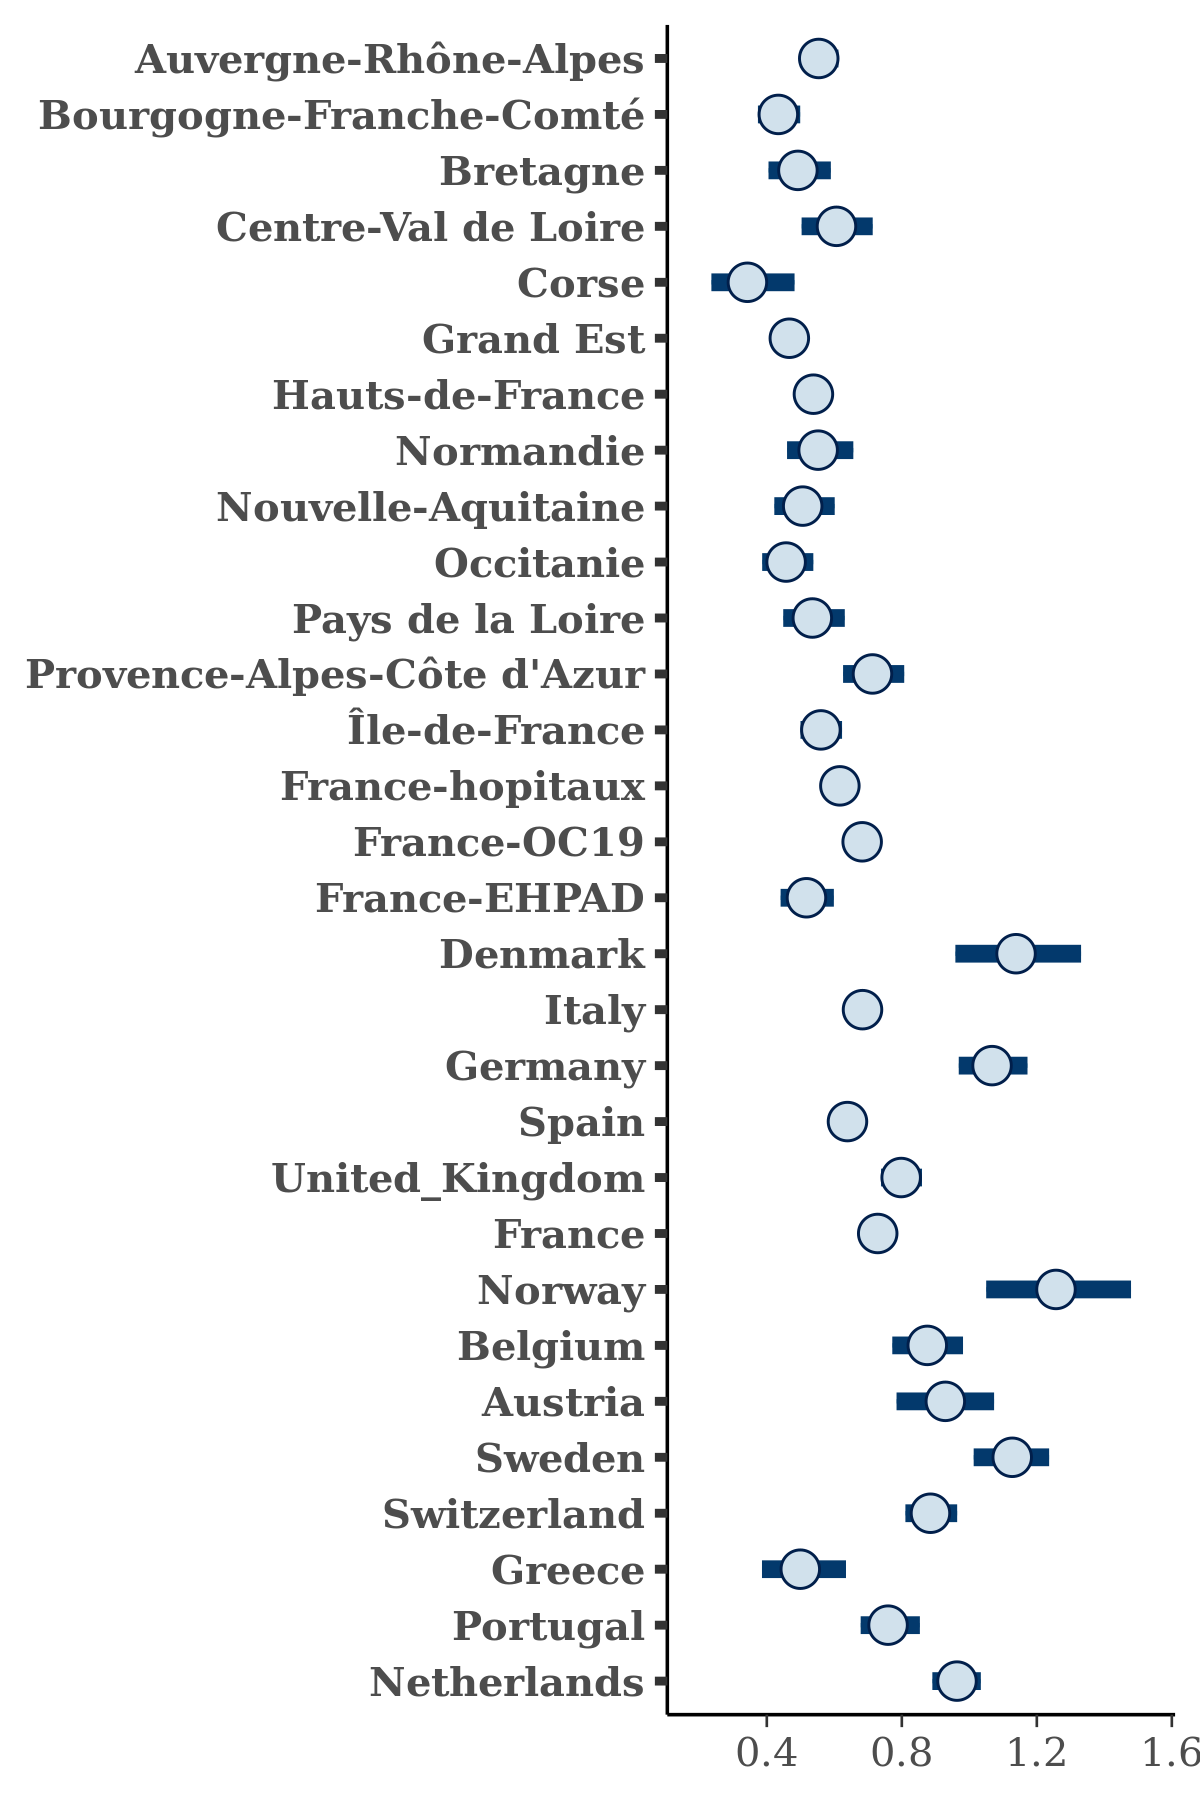 Auvergne-Rhône-Alpes
Bourgogne-Franche-Comté
Bretagne
Centre-Val de Loire
Corse
Grand Est
Hauts-de-France
Normandie
Nouvelle-Aquitaine
Occitanie
Pays de la Loire
Provence-Alpes-Côte d'Azur
Île-de-France
France-hopitaux
France-OC19
France-EHPAD
Denmark
Italy
Germany
Spain
United_Kingdom
France
Norway
Belgium
Austria
Sweden
Switzerland
Greece
Portugal
Netherlands
0.4 0.8 1.2 1.6